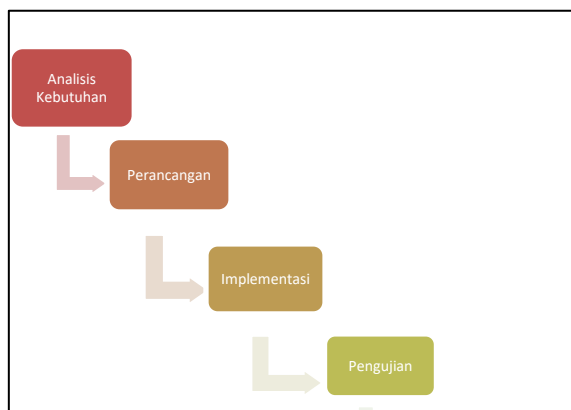 Analisis
Kebutuhan
Perancangan
Implementasi
Pengujian